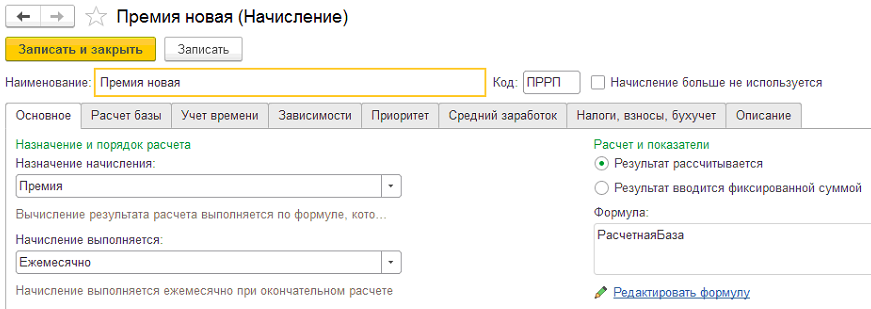 Премия новая (Начисление)
Записать и закрыть Записать
Наименование: Премия новая Код: ПРРП Начисление больше не используется
Основное Расчет базы Учет времени Зависимости Приоритет Средний заработок Налоги, взносы, бухучет Описание
Назначение и порядок расчета Расчет и показатели
Назначение начисления: Результат рассчитывается
Премия Результат вводится фиксированной суммой
Вычисление результата расчета выполняется по формуле, кото... Формула:
Начисление выполняется: РасчетнаяБаза
Ежемесячно
Начисление выполняется ежемесячно при окончательном расчете Редактировать формулу